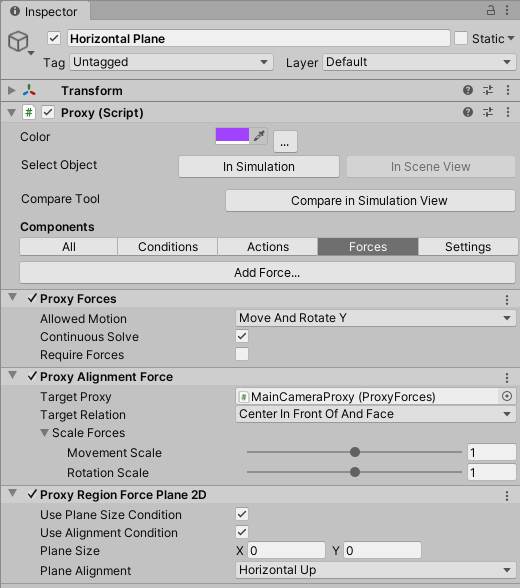 Inspector
Horizontal Plane
Static
Tag Untagged Layer Default
Transform
# Proxy (Script)
Color ...
Select Object In Simulation In Scene View
Compare Tool Compare in Simulation View
Components
All Conditions Actions Forces Settings
Add Force...
Proxy Forces
Allowed Motion Move And Rotate Y
Continuous Solve
Require Forces
Proxy Alignment Force
Target Proxy # MainCameraProxy (ProxyForces)
Target Relation Center In Front Of And Face
Scale Forces
Movement Scale 1
Rotation Scale 1
Proxy Region Force Plane 2D
Use Plane Size Condition
Use Alignment Condition
Plane Size X 0 Y 0
Plane Alignment Horizontal Up